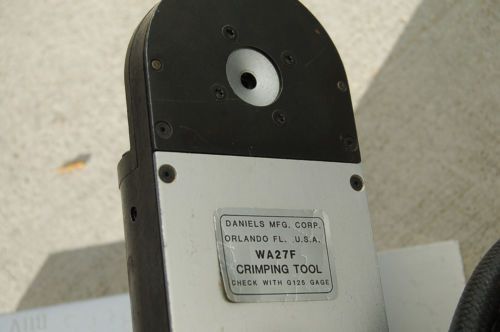 DANIELS MFG. CORP.
ORLANDO FL. U.S.A.
WA27F
CRIMPING TOOL
CHECK WITH G125 GAGE